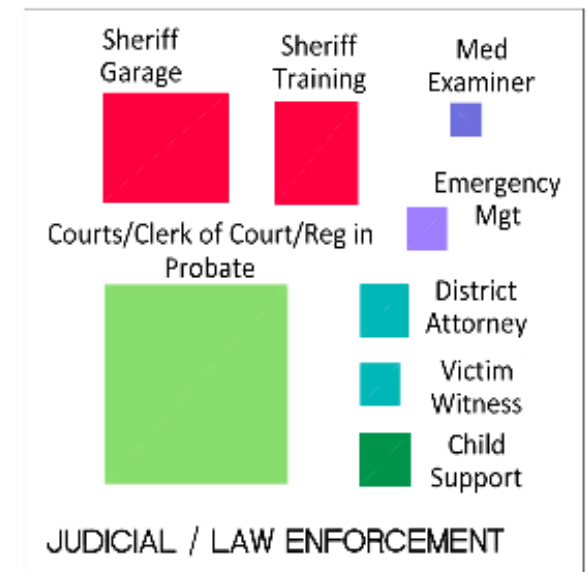 Sheriff
Garage
Sheriff
Training
Med
Examiner
Emergency
Mgt
Courts/Clerk of Court/Reg in
Probate
District
Attorney
Victim
Witness
Child
Support
JUDICIAL / LAW ENFORCEMENT